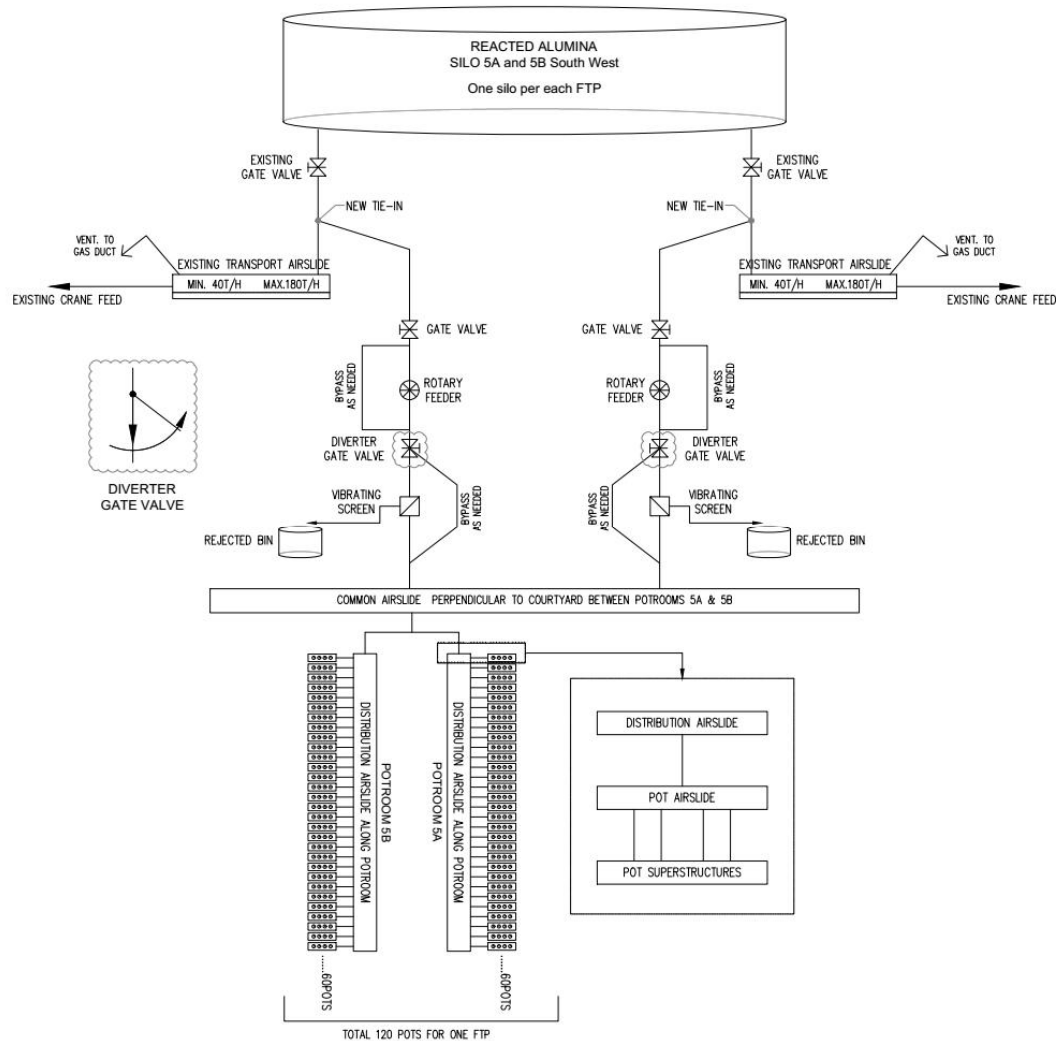 REACTED ALUMINA
SILO 5A and 5B South West
One silo per each FTP
EXISTING
GATE VALVE
EXISTING
GATE VALVE
NEW TIE-IN
NEW TIE-IN
VENT. TO
GAS DUCT
VENT. TO
GAS DUCT
EXISTING TRANSPORT AIRSLIDE
MIN. 40T/H MAX.180T/H
EXISTING TRANSPORT AIRSLIDE
MIN. 40T/H MAX.180T/H
EXISTING CRANE FEED
EXISTING CRANE FEED
GATE VALVE
GATE VALVE
BYPASS
AS NEEDED
ROTARY
FEEDER
ROTARY
FEEDER
BYPASS
AS NEEDED
DIVERTER
GATE VALVE
DIVERTER
GATE VALVE
DIVERTER
GATE VALVE
VIBRATING
SCREEN
BYPASS
AS NEEDED
BYPASS
AS NEEDED
VIBRATING
SCREEN
REJECTED BIN
REJECTED BIN
COMMON AIRSLIDE PERPENDICULAR TO COURTYARD BETWEEN POTROOMS 5A & 5B
DISTRIBUTION AIRSLIDE ALONG POTROOM
POTROOM 5B
POTROOM 5A
DISTRIBUTION AIRSLIDE ALONG POTROOM
DISTRIBUTION AIRSLIDE
POT AIRSLIDE
POT SUPERSTRUCTURES
.....60POTS
.....60POTS
TOTAL 120 POTS FOR ONE FTP